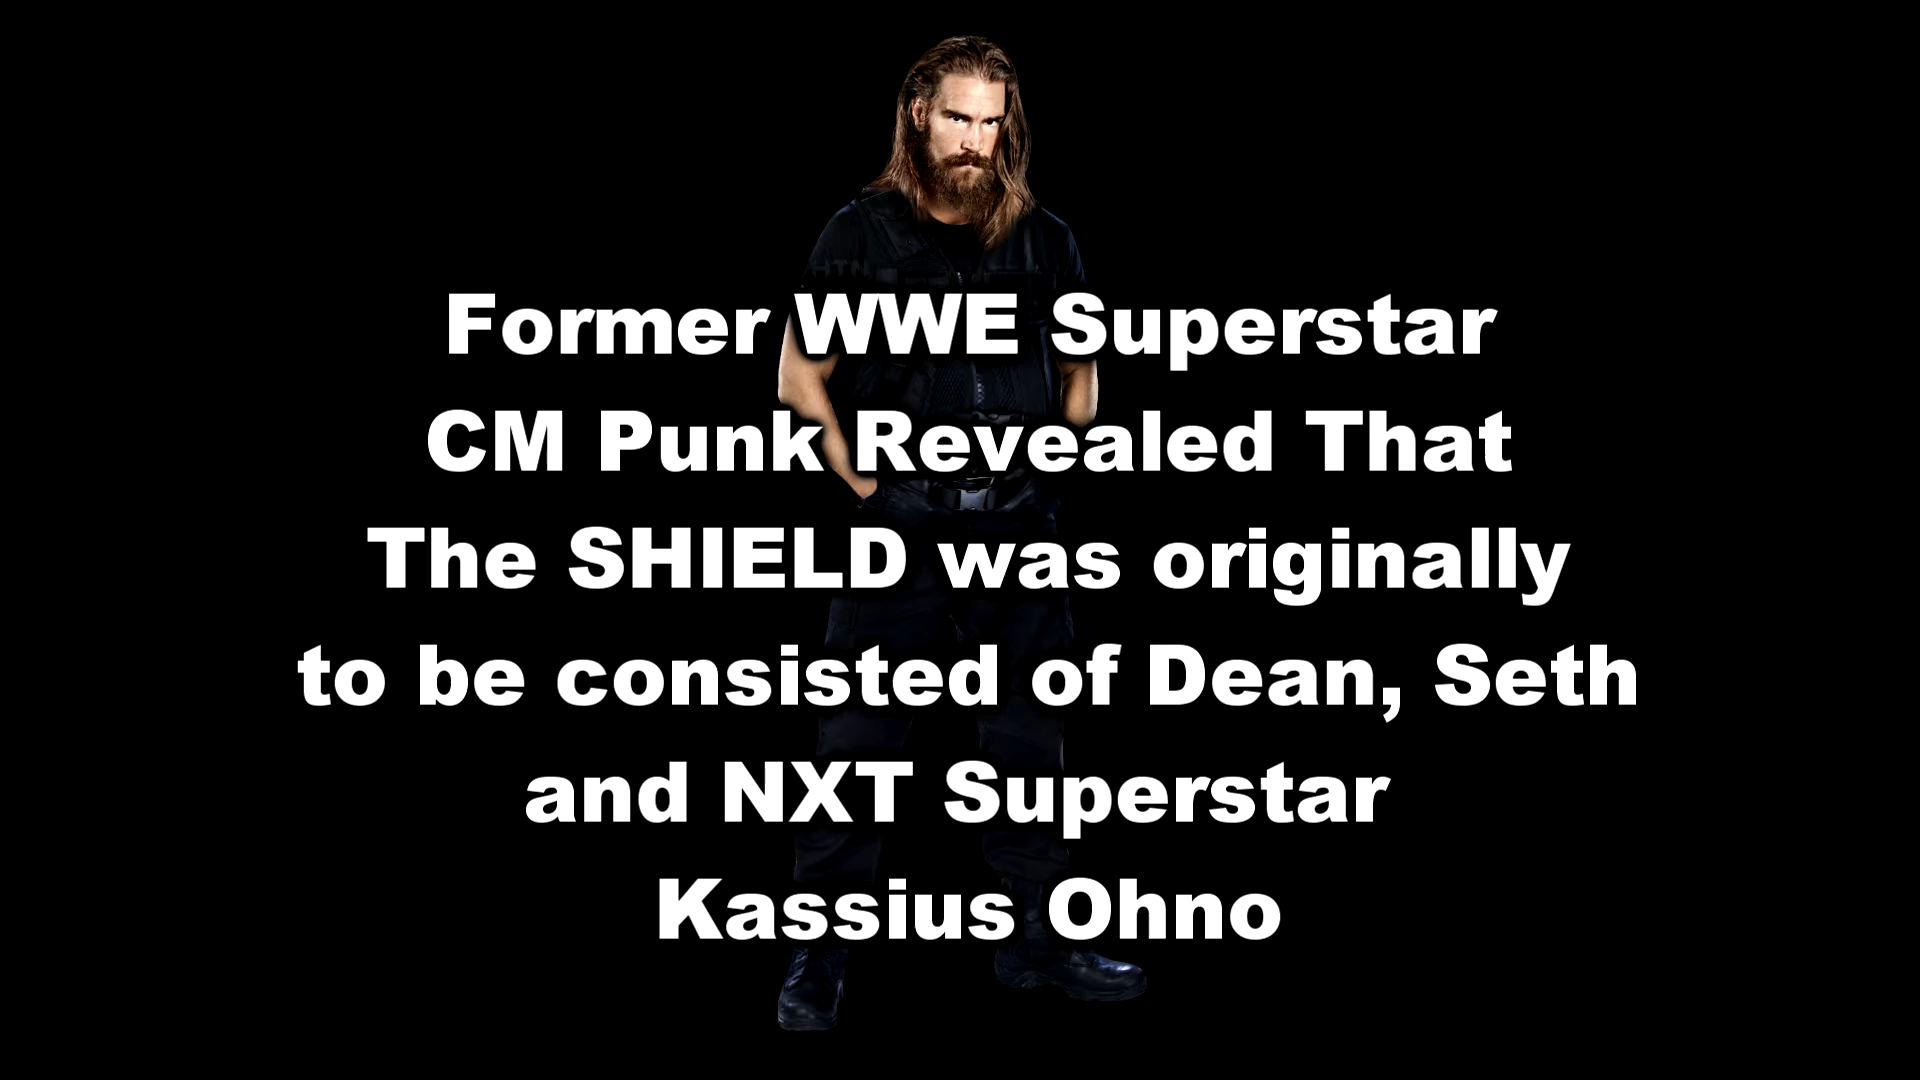 Former WWE Superstar
CM Punk Revealed That
The SHIELD was originally
to be consisted of Dean, Seth
and NXT Superstar
Kassius Ohno